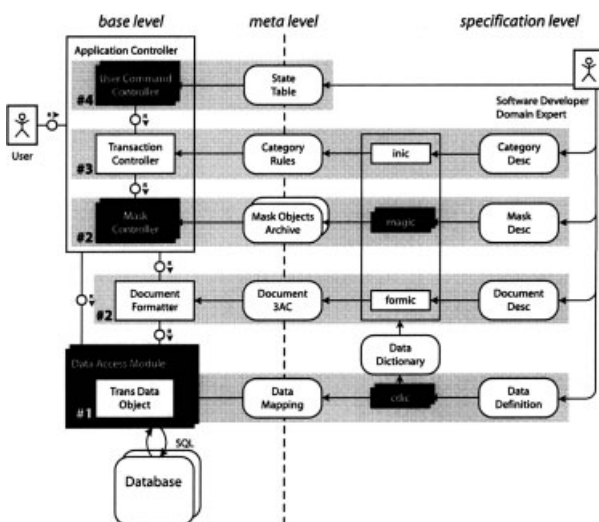 base level
meta level
specification level
Application Controller
User Command
Controller
#4
State
Table
User
Software Developer
Domain Expert
Transaction
Controller
#3
Category
Rules
inic
Category
Desc
Mask
Controller
#2
Mask Objects
Archive
magic
Mask
Desc
Document
Formatter
#2
Document
3AC
formic
Document
Desc
Data
Dictionary
Data Access Module
Trans Data
Object
#1
Data
Mapping
Data
Definition
SQL
Database